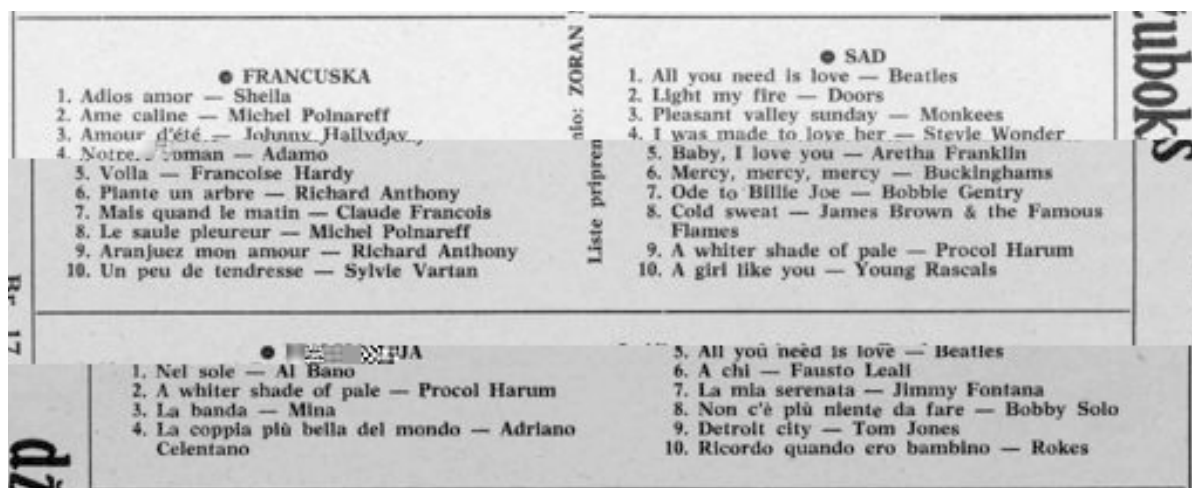 ● FRANCUSKA
1. Adios amor — Sheila
2. Ame caline — Michel Polnareff
3. Amour d'été — Johnny Hallyday
4. Notre roman — Adamo
5. Voila — Francoise Hardy
6. Plante un arbre — Richard Anthony
7. Mais quand le matin — Claude Francois
8. Le saule pleureur — Michel Polnareff
9. Aranjuez mon amour — Richard Anthony
10. Un peu de tendresse — Sylvie Vartan
Liste pripren
nio: ZORAN
● SAD
1. All you need is love — Beatles
2. Light my fire — Doors
3. Pleasant valley sunday — Monkees
4. I was made to love her — Stevie Wonder
5. Baby, I love you — Aretha Franklin
6. Mercy, mercy, mercy — Buckinghams
7. Ode to Billie Joe — Bobbie Gentry
8. Cold sweat — James Brown & the Famous
Flames
9. A whiter shade of pale — Procol Harum
10. A girl like you — Young Rascals
1. Nel sole — Al Bano
2. A whiter shade of pale — Procol Harum
3. La banda — Mina
4. La coppia più bella del mondo — Adriano
Celentano
5. All you need is love — Beatles
6. A chi — Fausto Leali
7. La mia serenata — Jimmy Fontana
8. Non c'è più niente da fare — Bobby Solo
9. Detroit city — Tom Jones
10. Ricordo quando ero bambino — Rokes
dž
uboks